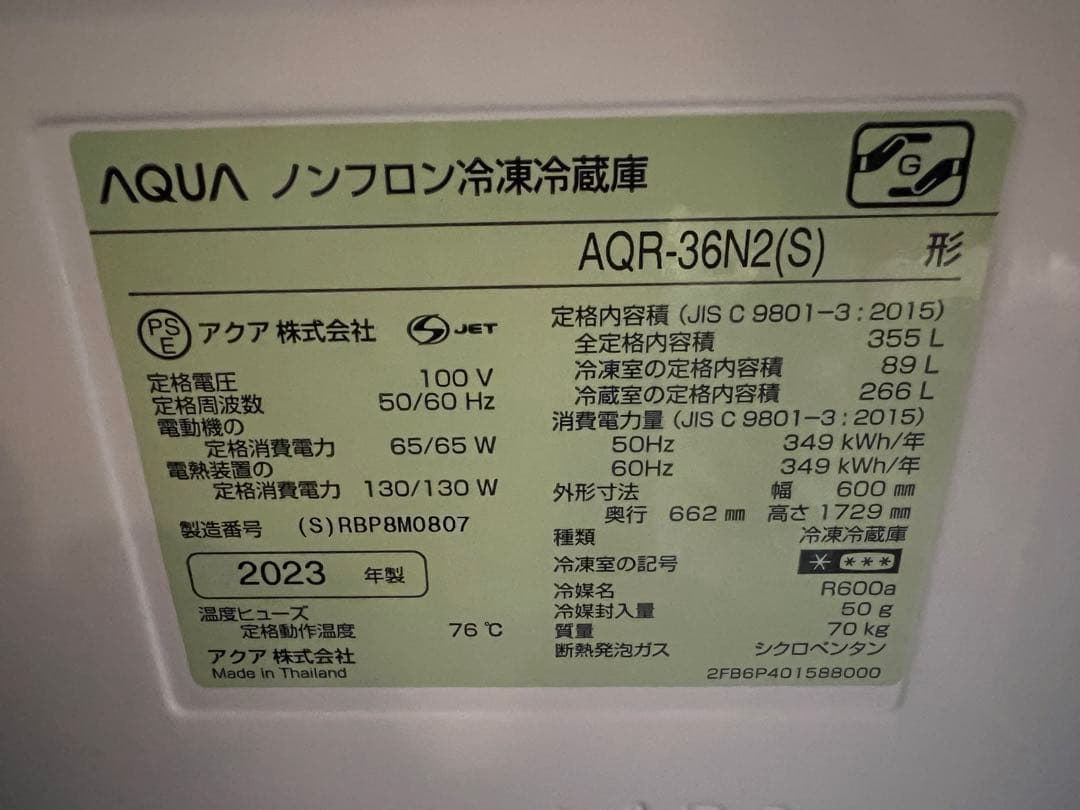 AQUA ノンフロン冷凍冷蔵庫
G
AQR-36N2(S) 形
PSE アクア 株式会社 JET
定格電圧 100 V
定格周波数 50/60 Hz
電動機の
定格消費電力 65/65 W
電熱装置の
定格消費電力 130/130 W
製造番号 (S)RBP8M0807
2023 年製
温度ヒューズ
定格動作温度 76 ℃
アクア 株式会社
Made in Thailand
定格内容積 (JIS C 9801-3:2015)
全定格内容積 355 L
冷凍室の定格内容積 89 L
冷蔵室の定格内容積 266 L
消費電力量 (JIS C 9801-3:2015)
50Hz 349 kWh/年
60Hz 349 kWh/年
外形寸法 幅 600 ㎜
奥行 662 ㎜ 高さ 1729 ㎜
種類 冷凍冷蔵庫
冷凍室の記号 * ***
冷媒名 R600a
冷媒封入量 50 g
質量 70 kg
断熱発泡ガス シクロペンタン
2FB6P401588000